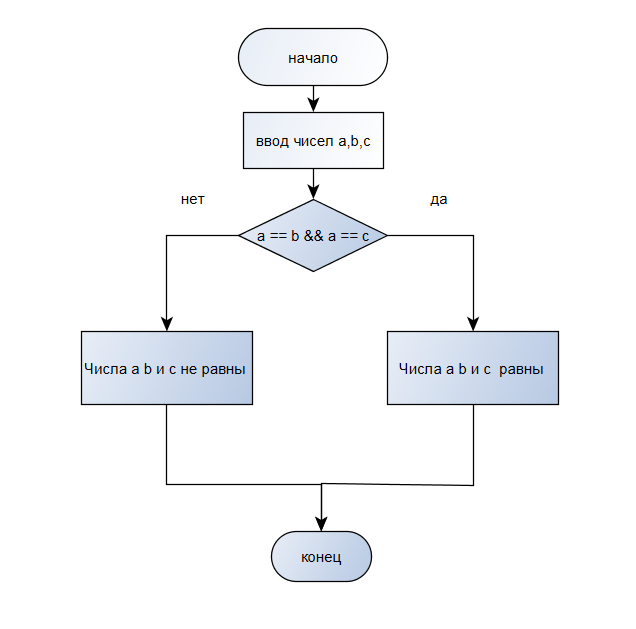 начало
ввод чисел a,b,c
нет
да
a == b && a == c
Числа a b и c не равны
Числа a b и c  равны
конец